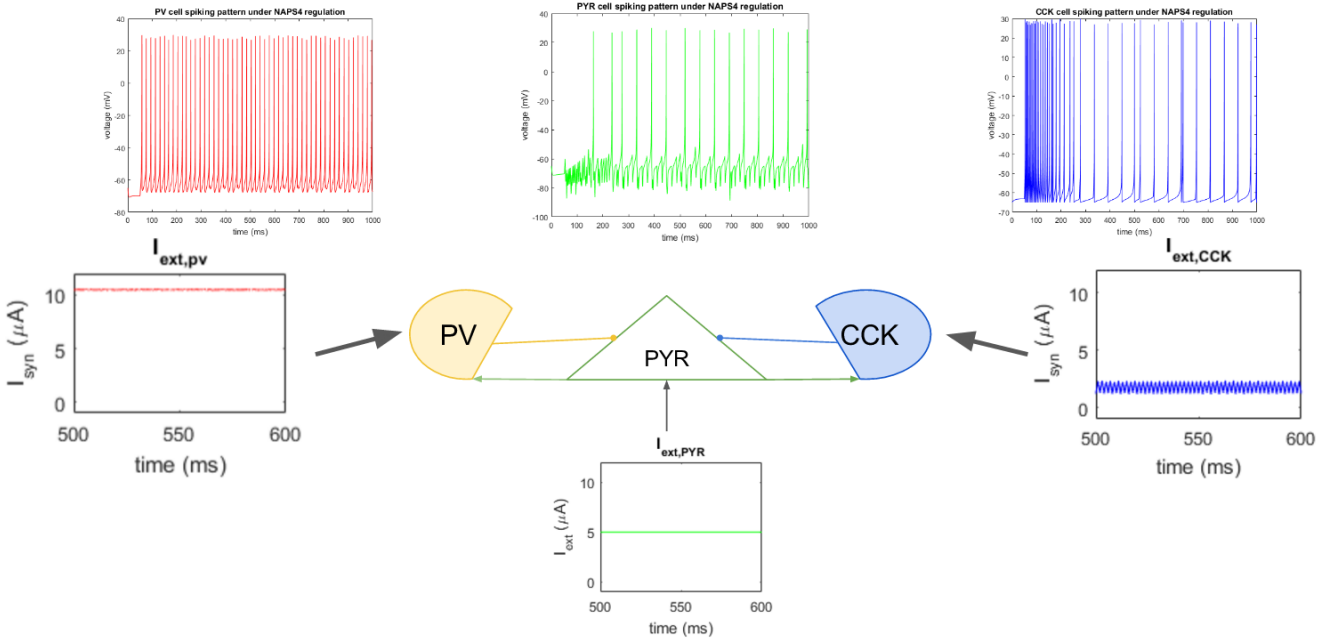 PV cell spiking pattern under NAPS4 regulation
40
20
0
-20
-40
-60
-80
voltage (mV)
0 100 200 300 400 500 600 700 800 900 1000
time (ms)
PYR cell spiking pattern under NAPS4 regulation
40
20
0
-20
-40
-60
-80
-100
voltage (mV)
0 100 200 300 400 500 600 700 800 900 1000
time (ms)
CCK cell spiking pattern under NAPS4 regulation
30
20
10
0
-10
-20
-30
-40
-50
-60
-70
voltage (mV)
0 100 200 300 400 500 600 700 800 900 1000
time (ms)
I_ext,pv
10
5
0
I_syn (μA)
500 550 600
time (ms)
PV
PYR
CCK
I_ext,CCK
10
5
0
I_syn (μA)
500 550 600
time (ms)
I_ext,PYR
10
5
0
I_ext (μA)
500 550 600
time (ms)